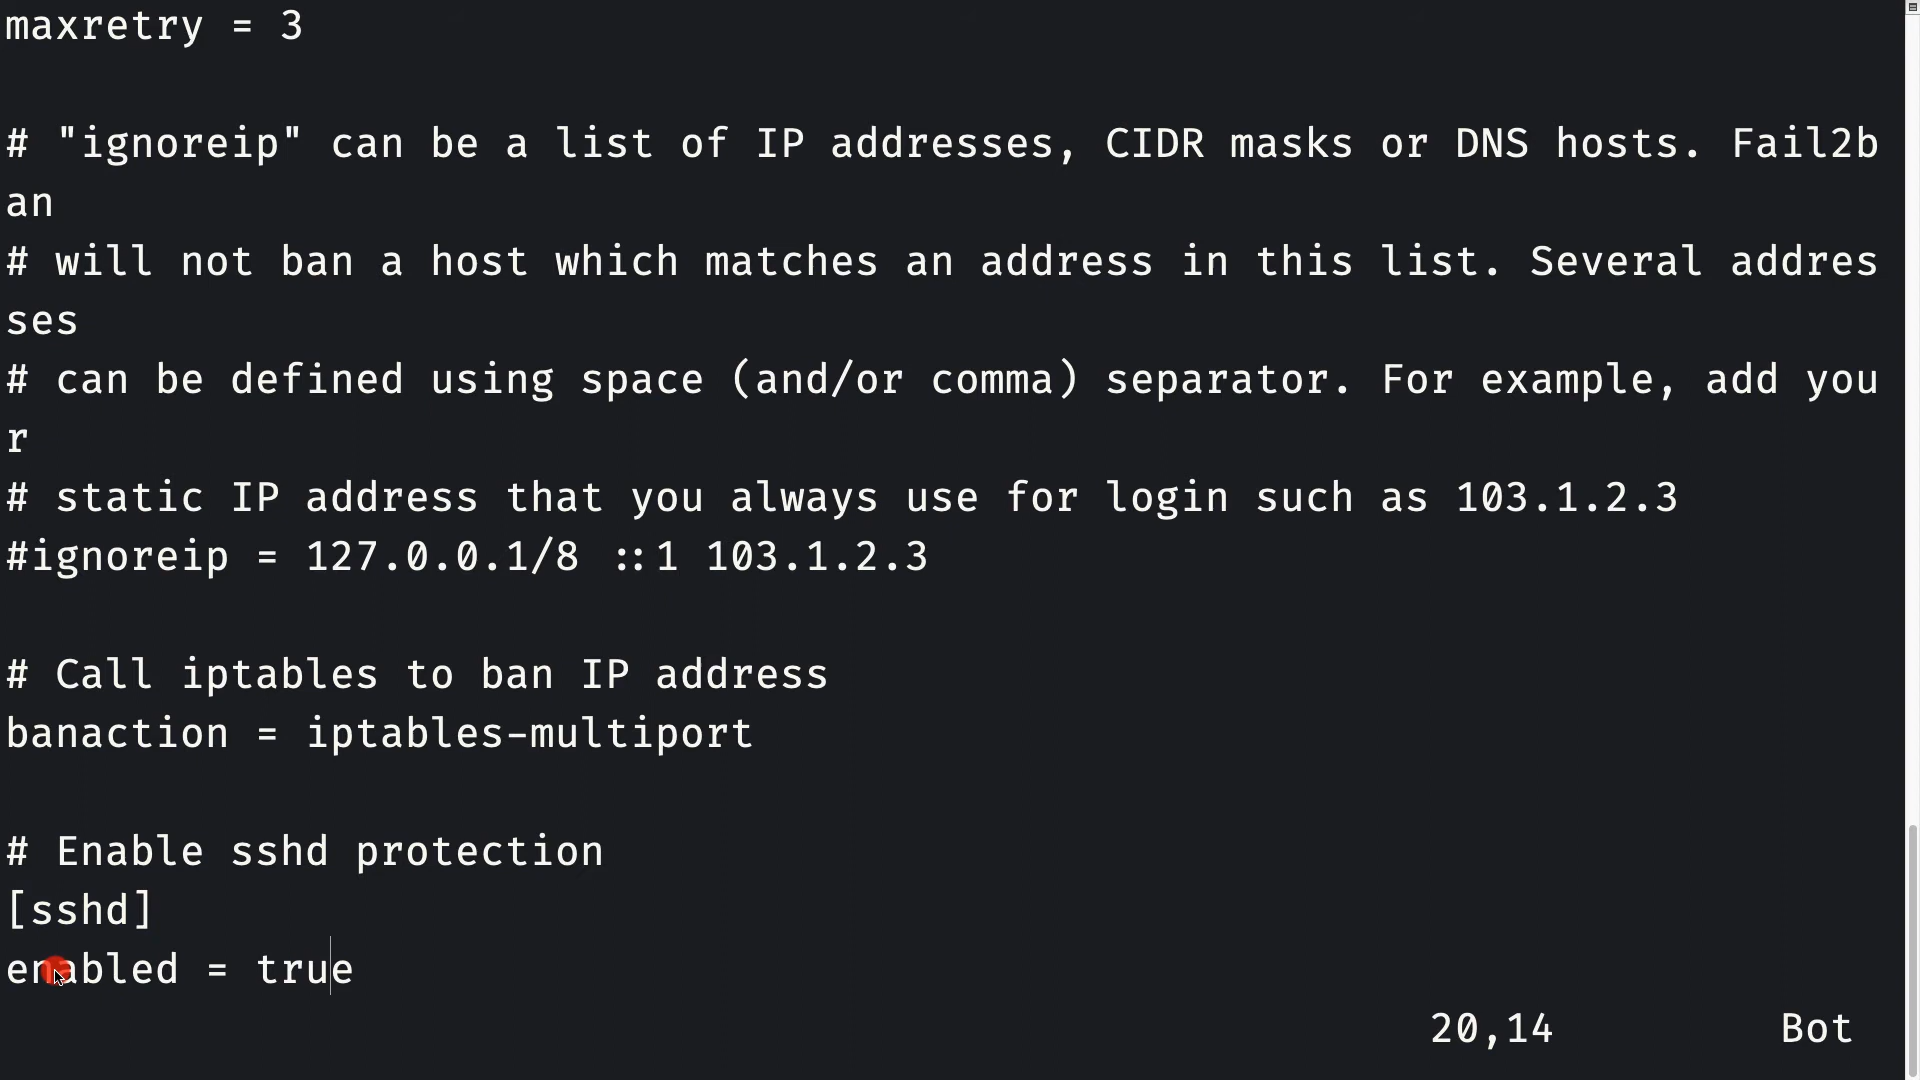 maxretry = 3
# "ignoreip" can be a list of IP addresses, CIDR masks or DNS hosts. Fail2b
an
# will not ban a host which matches an address in this list. Several addres
ses
# can be defined using space (and/or comma) separator. For example, add you
r
# static IP address that you always use for login such as 103.1.2.3
#ignoreip = 127.0.0.1/8 ::1 103.1.2.3
# Call iptables to ban IP address
banaction = iptables-multiport
# Enable sshd protection
[sshd]
enabled = true
20,14 Bot